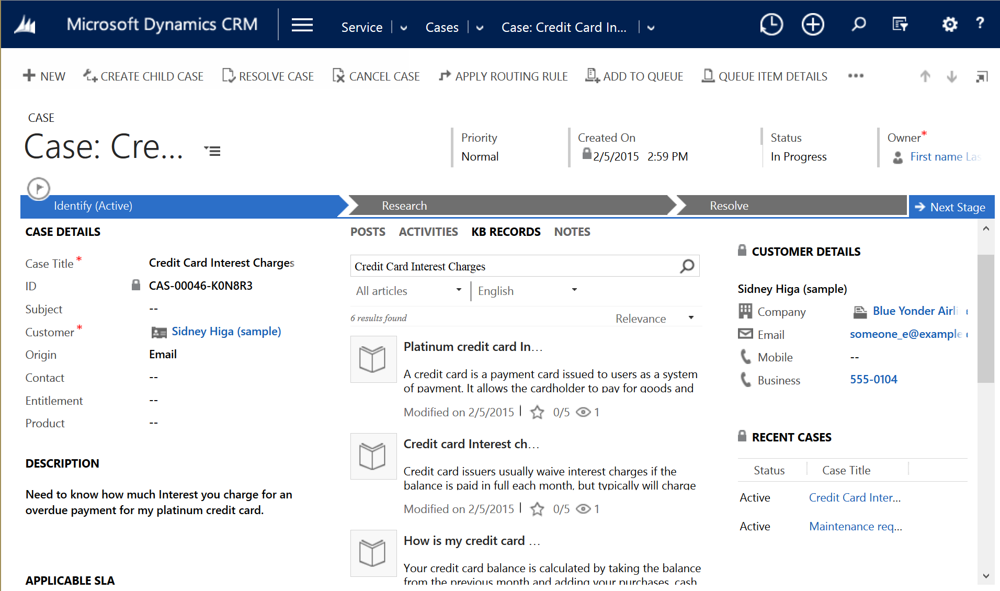 Microsoft Dynamics CRM
Service
Cases
Case: Credit Card In...
?
NEW
CREATE CHILD CASE
RESOLVE CASE
CANCEL CASE
APPLY ROUTING RULE
ADD TO QUEUE
QUEUE ITEM DETAILS
...
CASE
Case: Cre...
Priority
Normal
Created On
2/5/2015 2:59 PM
Status
In Progress
Owner*
First name Las
Identify (Active)
Research
Resolve
Next Stage
CASE DETAILS
Case Title *
Credit Card Interest Charges
ID
CAS-00046-K0N8R3
Subject
--
Customer *
Sidney Higa (sample)
Origin
Email
Contact
--
Entitlement
--
Product
--
DESCRIPTION
Need to know how much Interest you charge for an
overdue payment for my platinum credit card.
APPLICABLE SLA
POSTS
ACTIVITIES
KB RECORDS
NOTES
Credit Card Interest Charges
All articles
English
6 results found
Relevance
Platinum credit card In...
A credit card is a payment card issued to users as a system
of payment. It allows the cardholder to pay for goods and
Modified on 2/5/2015 | 0/5 1
Credit card Interest ch...
Credit card issuers usually waive interest charges if the
balance is paid in full each month, but typically will charge
Modified on 2/5/2015 | 0/5 1
How is my credit card ...
Your credit card balance is calculated by taking the balance
from the previous month and adding your purchases, cash
CUSTOMER DETAILS
Sidney Higa (sample)
Company
Blue Yonder Airli
Email
someone_e@example
Mobile
--
Business
555-0104
RECENT CASES
Status
Case Title
Active
Credit Card Inter...
Active
Maintenance req...